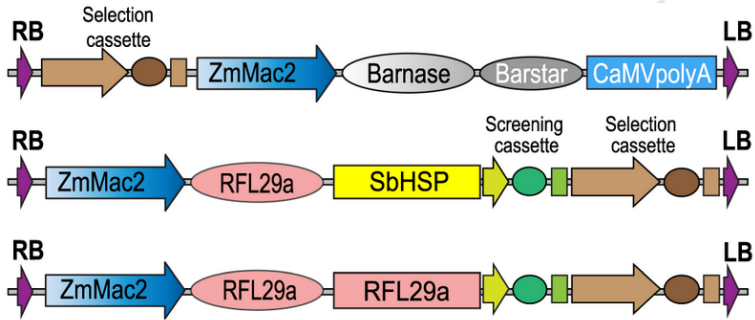 Selection
cassette
RB
LB
ZmMac2
Barnase
Barstar
CaMVpolyA
Screening
cassette
Selection
cassette
RB
LB
ZmMac2
RFL29a
SbHSP
RB
LB
ZmMac2
RFL29a
RFL29a